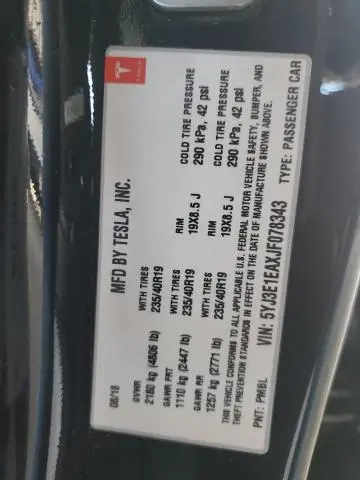 TESLA
MFD BY TESLA, INC.
08/18
GVWR WITH TIRES RIM COLD TIRE PRESSURE
2180 kg (4806 lb) 235/40R19 19X8.5 J 290 kPa, 42 psi
GAWR FRT WITH TIRES RIM COLD TIRE PRESSURE
1110 kg (2447 lb) 235/40R19 19X8.5 J 290 kPa, 42 psi
GAWR RR WITH TIRES
1257 kg (2771 lb) 235/40R19
THIS VEHICLE CONFORMS TO ALL APPLICABLE U.S. FEDERAL MOTOR VEHICLE SAFETY, BUMPER, AND
THEFT PREVENTION STANDARDS IN EFFECT ON THE DATE OF MANUFACTURE SHOWN ABOVE.
VIN: 5YJ3E1EAXJF078343
PNT: PMBL TYPE: PASSENGER CAR